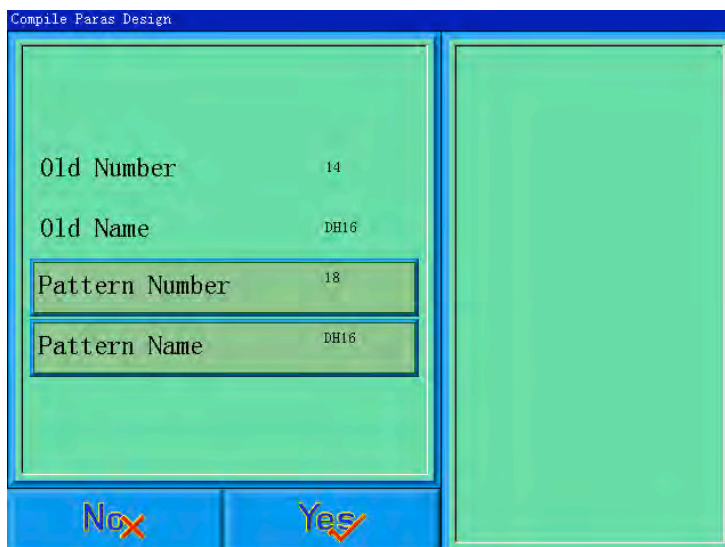 Compile Paras Design
Old Number 14
Old Name DH16
Pattern Number 18
Pattern Name DH16
No Yes